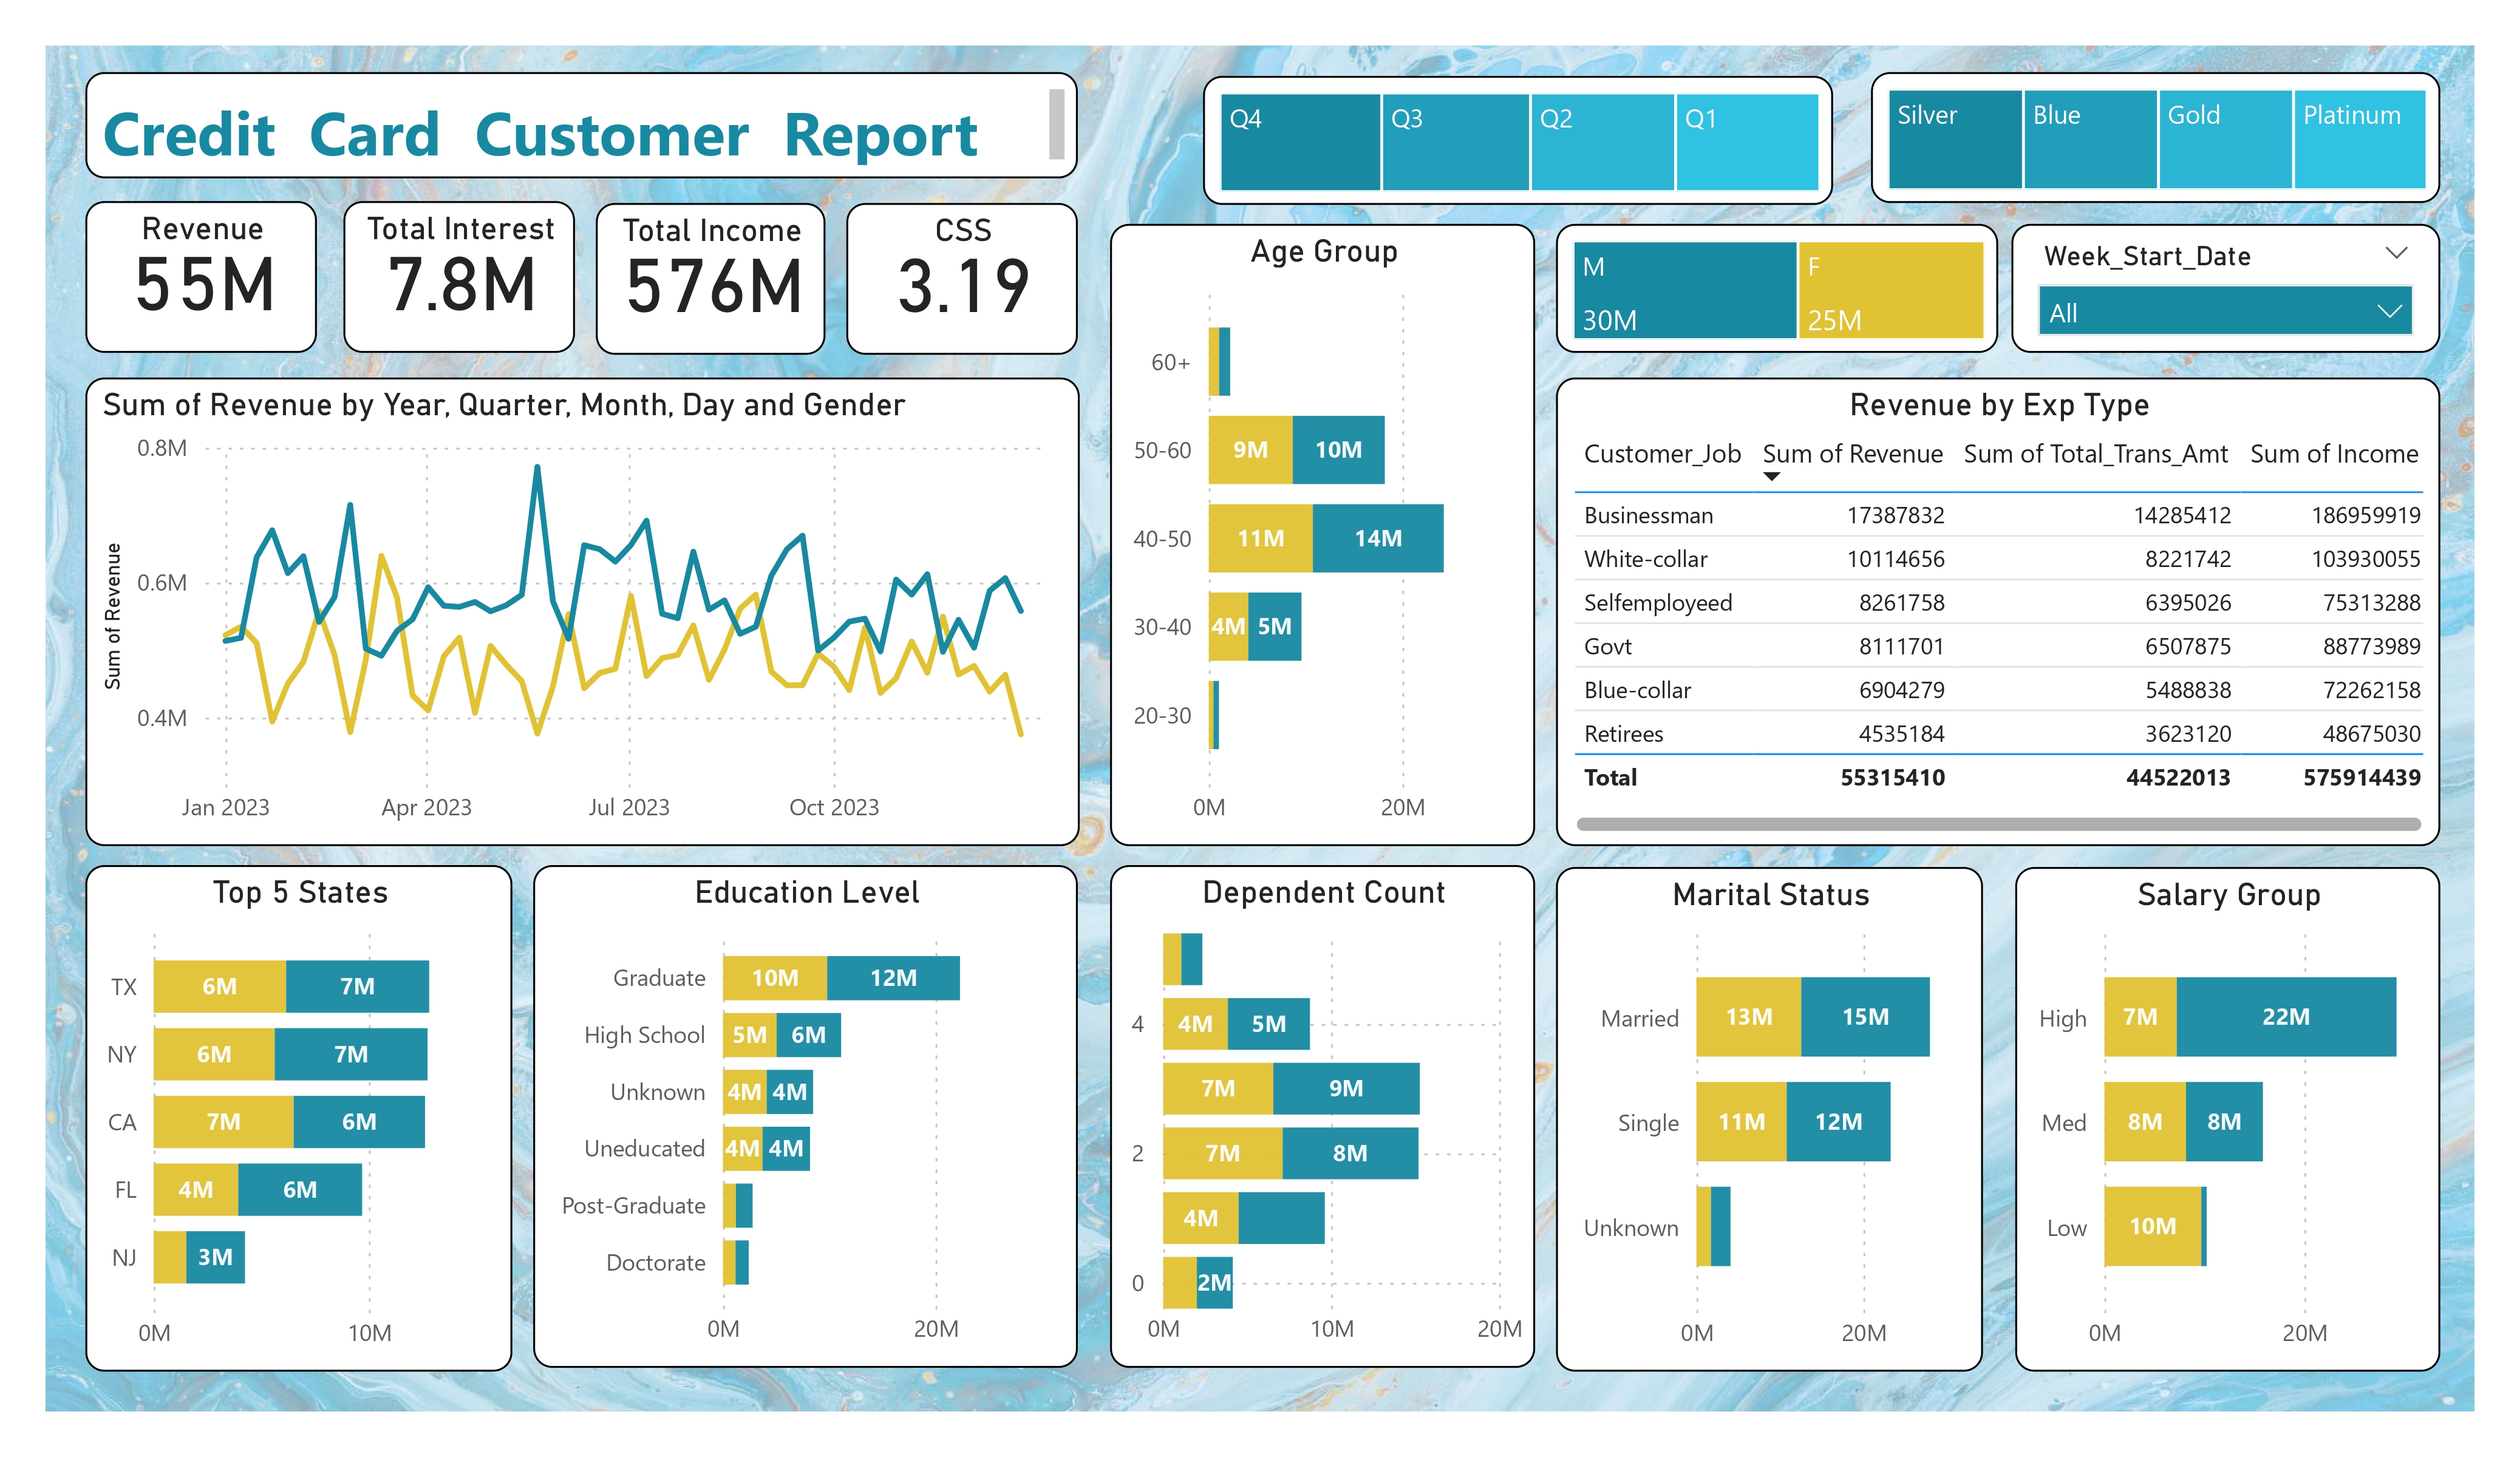 Credit Card Customer Report
Q4 Q3 Q2 Q1
Silver Blue Gold Platinum
Revenue
55M
Total Interest
7.8M
Total Income
576M
CSS
3.19
Age Group
60+
50-60 9M 10M
40-50 11M 14M
30-40 4M 5M
20-30
0M 20M
M
30M
F
25M
Week_Start_Date
All
Sum of Revenue by Year, Quarter, Month, Day and Gender
Sum of Revenue
0.8M
0.6M
0.4M
Jan 2023 Apr 2023 Jul 2023 Oct 2023
Revenue by Exp Type
Customer_Job Sum of Revenue Sum of Total_Trans_Amt Sum of Income
Businessman 17387832 14285412 186959919
White-collar 10114656 8221742 103930055
Selfemployeed 8261758 6395026 75313288
Govt 8111701 6507875 88773989
Blue-collar 6904279 5488838 72262158
Retirees 4535184 3623120 48675030
Total 55315410 44522013 575914439
Top 5 States
TX 6M 7M
NY 6M 7M
CA 7M 6M
FL 4M 6M
NJ 3M
0M 10M
Education Level
Graduate 10M 12M
High School 5M 6M
Unknown 4M 4M
Uneducated 4M 4M
Post-Graduate
Doctorate
0M 20M
Dependent Count
4 4M 5M
7M 9M
2 7M 8M
4M
0 2M
0M 10M 20M
Marital Status
Married 13M 15M
Single 11M 12M
Unknown
0M 20M
Salary Group
High 7M 22M
Med 8M 8M
Low 10M
0M 20M